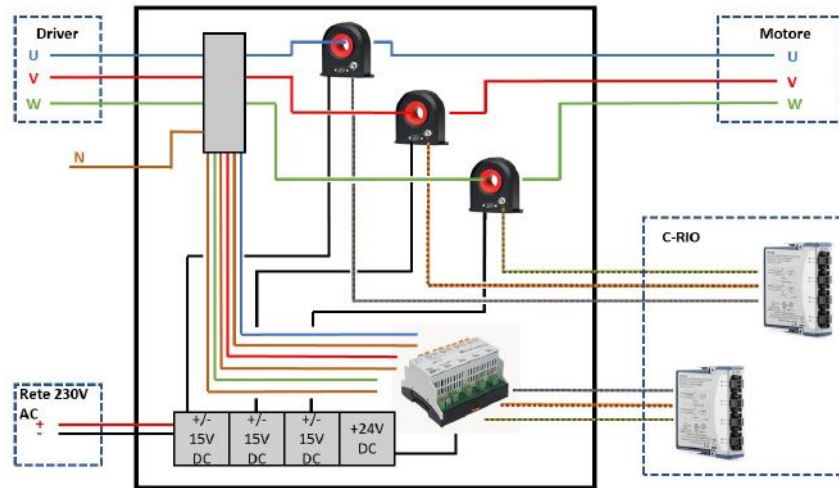 Driver
U
V
W
N
Motore
U
V
W
C-RIO
Rete 230V
AC
+
-
+/-
15V
DC
+/-
15V
DC
+/-
15V
DC
+24V
DC